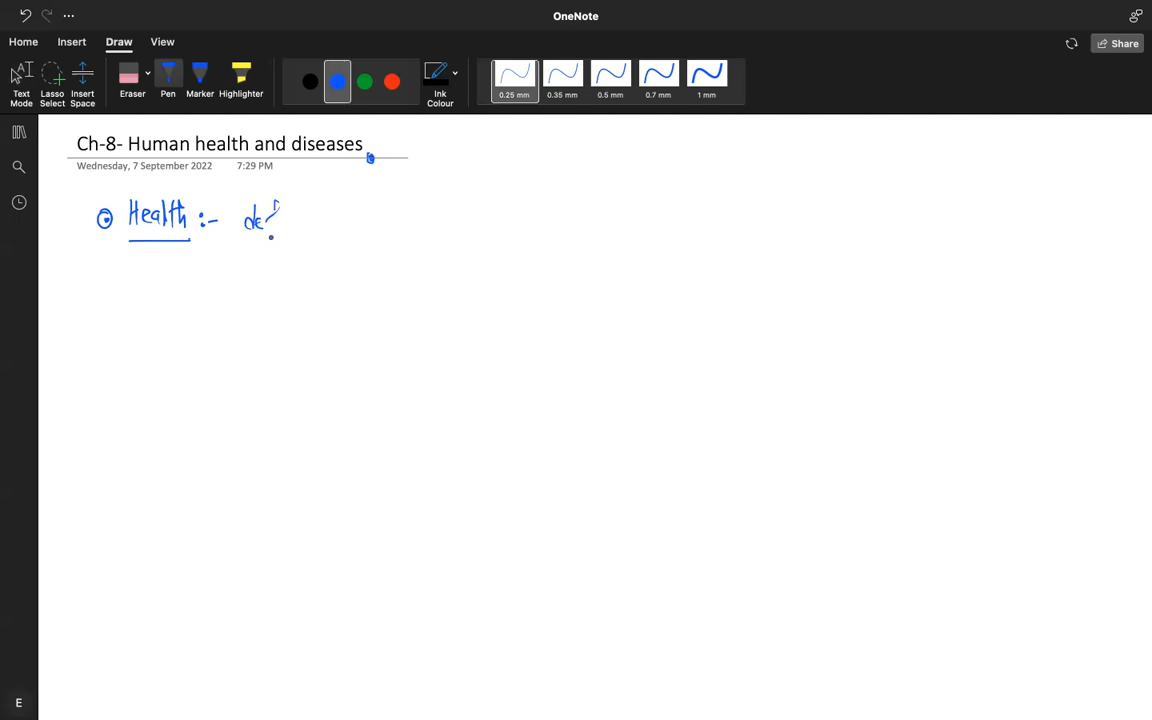 OneNote
Home Insert Draw View
Share
Text Mode
Lasso Select
Insert Space
Eraser
Pen
Marker
Highlighter
Ink Colour
0.25 mm 0.35 mm 0.5 mm 0.7 mm 1 mm
Ch-8- Human health and diseases
Wednesday, 7 September 2022 7:29 PM
Health :-
E